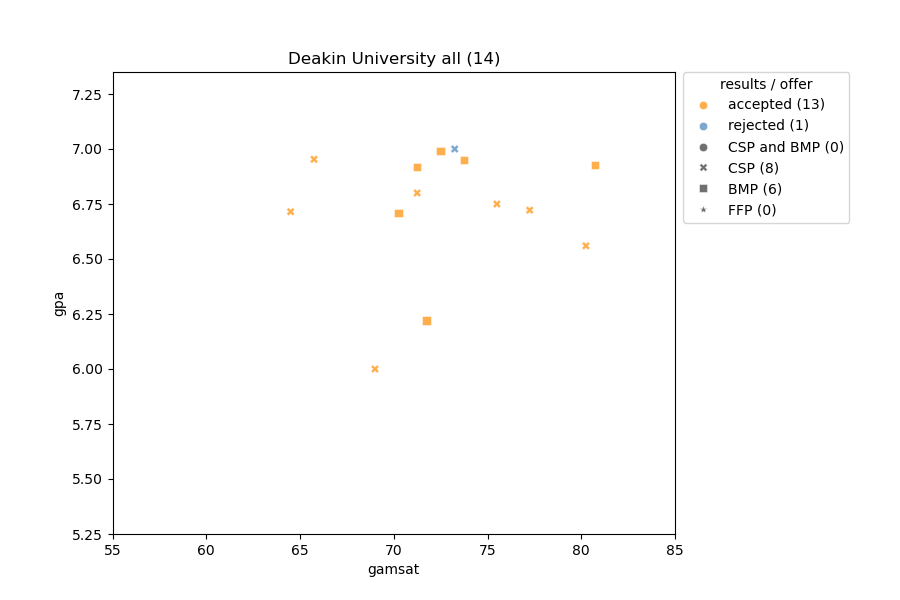 Deakin University all (14)
results / offer
accepted (13)
rejected (1)
CSP and BMP (0)
CSP (8)
BMP (6)
FFP (0)
gpa
7.25
7.00
6.75
6.50
6.25
6.00
5.75
5.50
5.25
55 60 65 70 75 80 85
gamsat